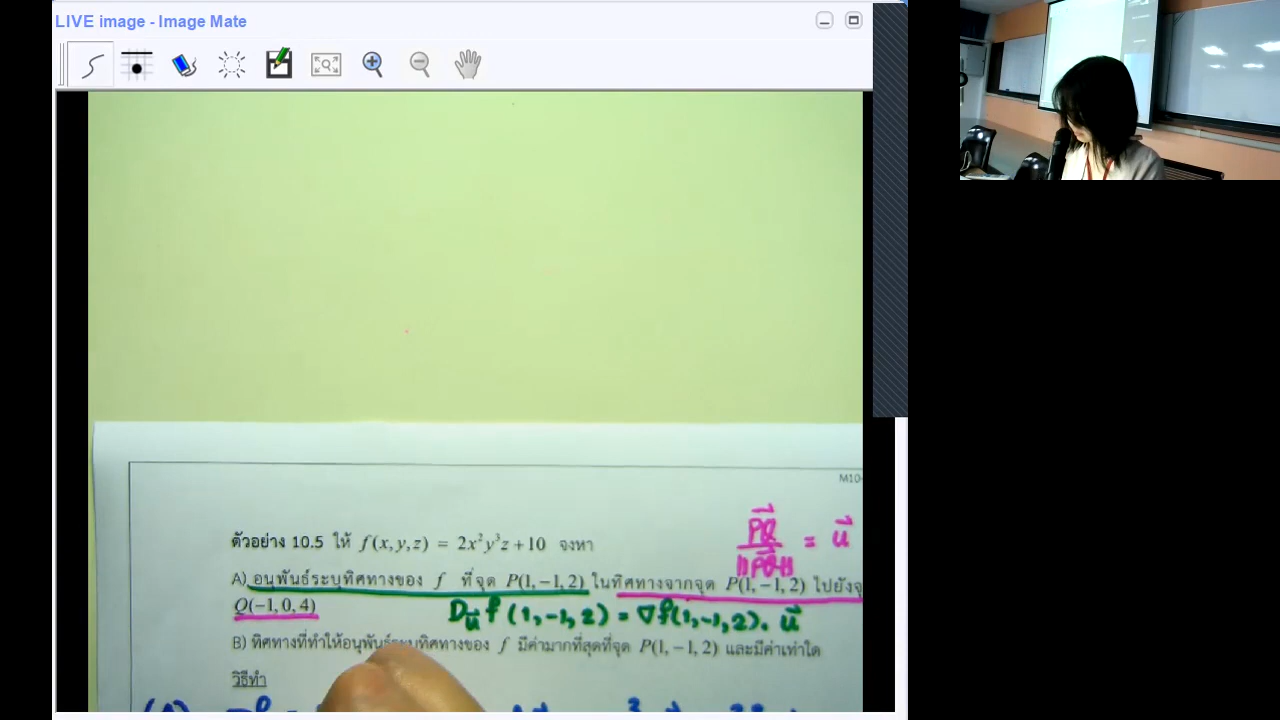 LIVE image - Image Mate
M10-
ตัวอย่าง 10.5 ให้ f(x,y,z) = 2x²y³z+10 จงหา
PQ⃗ / ||PQ⃗|| = u⃗
A) อนุพันธ์ระบุทิศทางของ f ที่จุด P(1,−1,2) ในทิศทางจากจุด P(1,−1,2) ไปยัง
Q(−1,0,4)
D_u⃗ f (1,-1,2) = ∇f(1,-1,2). u⃗
B) ทิศทางที่ทำให้อนุพันธ์ระบุทิศทางของ f มีค่ามากที่สุดที่จุด P(1,−1,2) และมีค่าเท่าใด
วิธีทำ